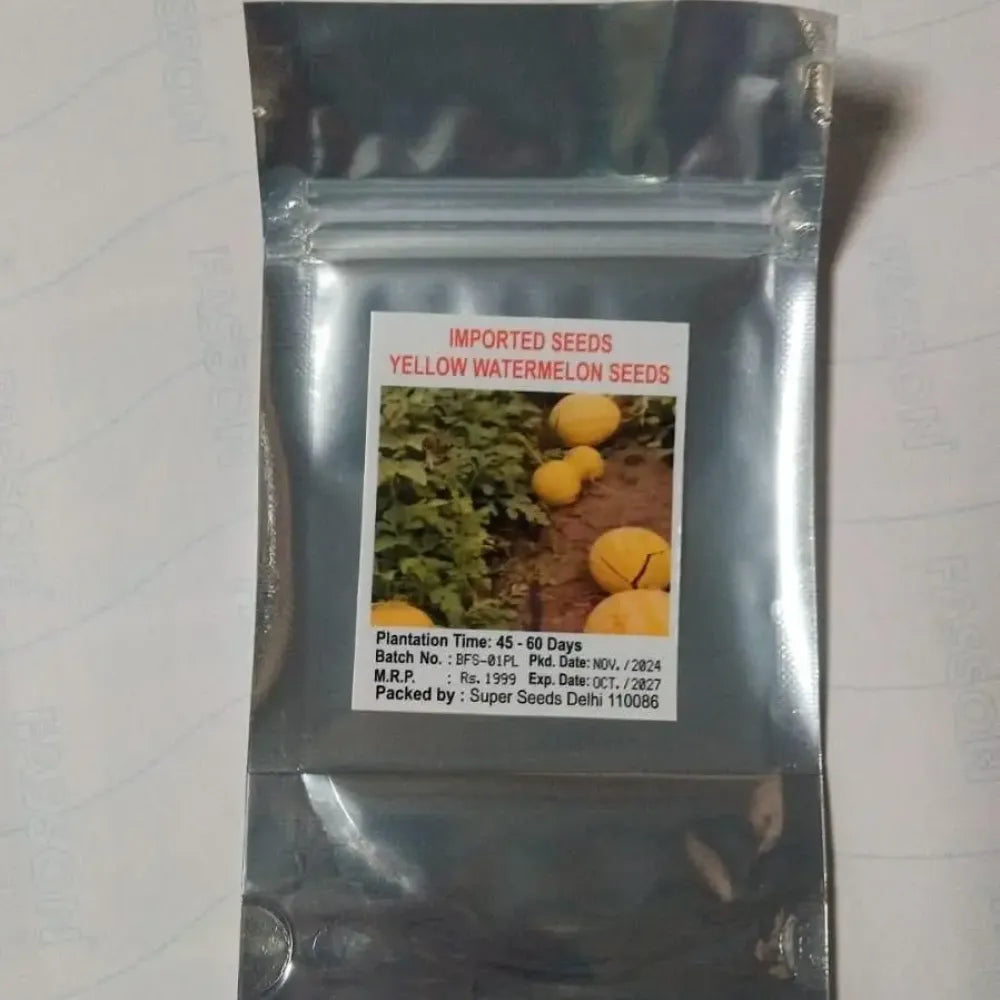 IMPORTED SEEDS
YELLOW WATERMELON SEEDS
Plantation Time: 45 - 60 Days
Batch No. : BFS-01PL Pkd. Date: NOV. /2024
M.R.P. : Rs. 1999 Exp. Date: OCT. /2027
Packed by : Super Seeds Delhi 110086